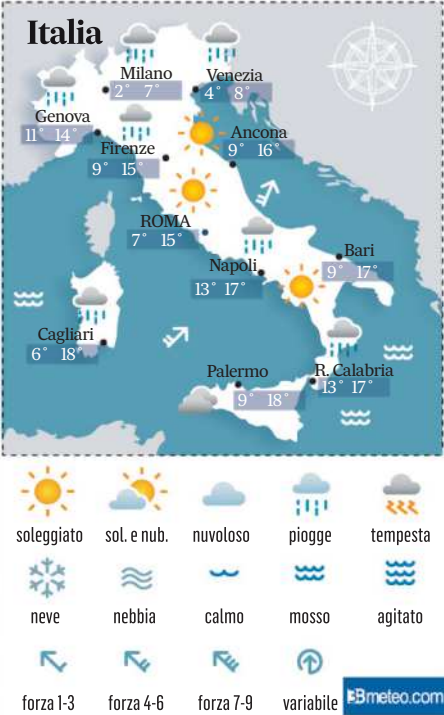 Italia
Milano
2° 7°
Venezia
4° 8°
Genova
11° 14°
Firenze
9° 15°
Ancona
9° 16°
ROMA
7° 15°
Napoli
13° 17°
Bari
9° 17°
Cagliari
6° 18°
Palermo
9° 18°
R. Calabria
13° 17°
soleggiato sol. e nub. nuvoloso piogge tempesta
neve nebbia calmo mosso agitato
forza 1-3 forza 4-6 forza 7-9 variabile
3Bmeteo.com